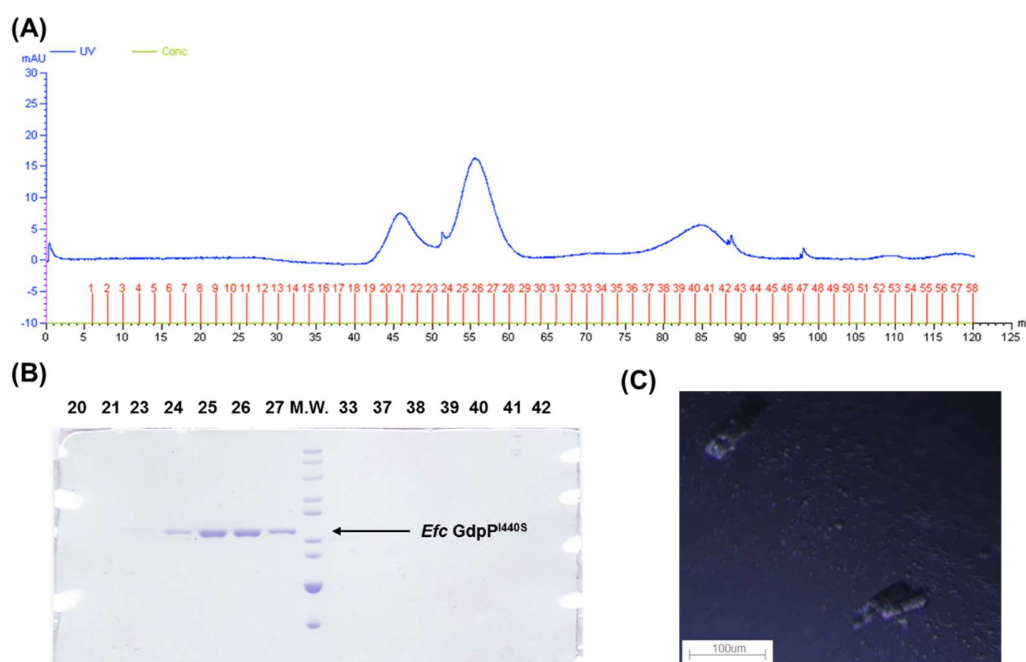 (A)
mAU
UV
Conc
30
25
20
15
10
5
0
-5
-10
1 2 3 4 5 6 7 8 9 10 11 12 13 14 15 16 17 18 19 20 21 22 23 24 25 26 27 28 29 30 31 32 33 34 35 36 37 38 39 40 41 42 43 44 45 46 47 48 49 50 51 52 53 54 55 56 57 58
0 5 10 15 20 25 30 35 40 45 50 55 60 65 70 75 80 85 90 95 100 105 110 115 120 125
(B)
20 21 23 24 25 26 27 M.W. 33 37 38 39 40 41 42
Efc GdpP^I440S
(C)
100um